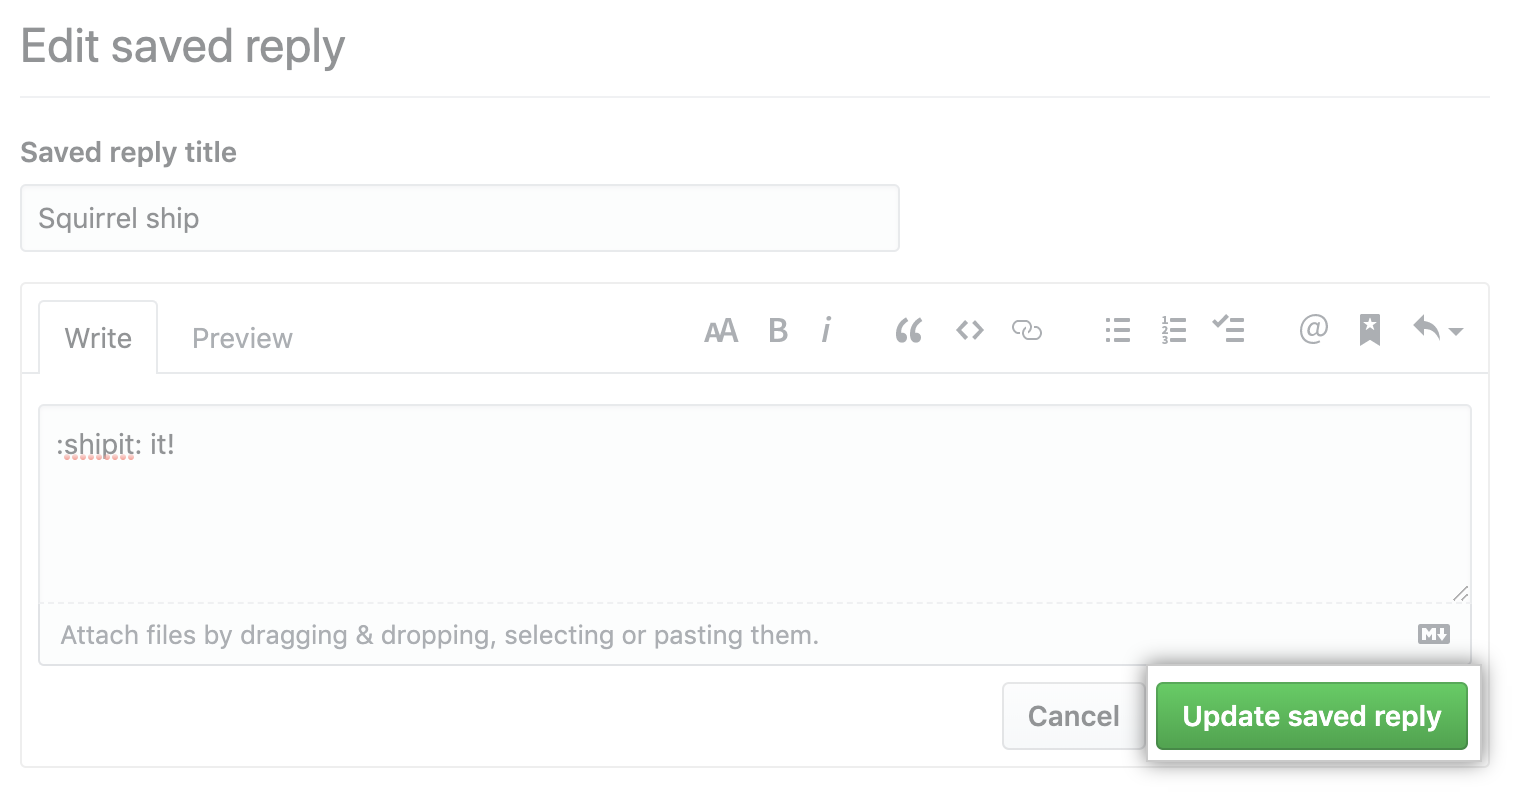 Edit saved reply
Saved reply title
Squirrel ship
Write Preview AA B i @
:shipit: it!
Attach files by dragging & dropping, selecting or pasting them. M
Cancel Update saved reply